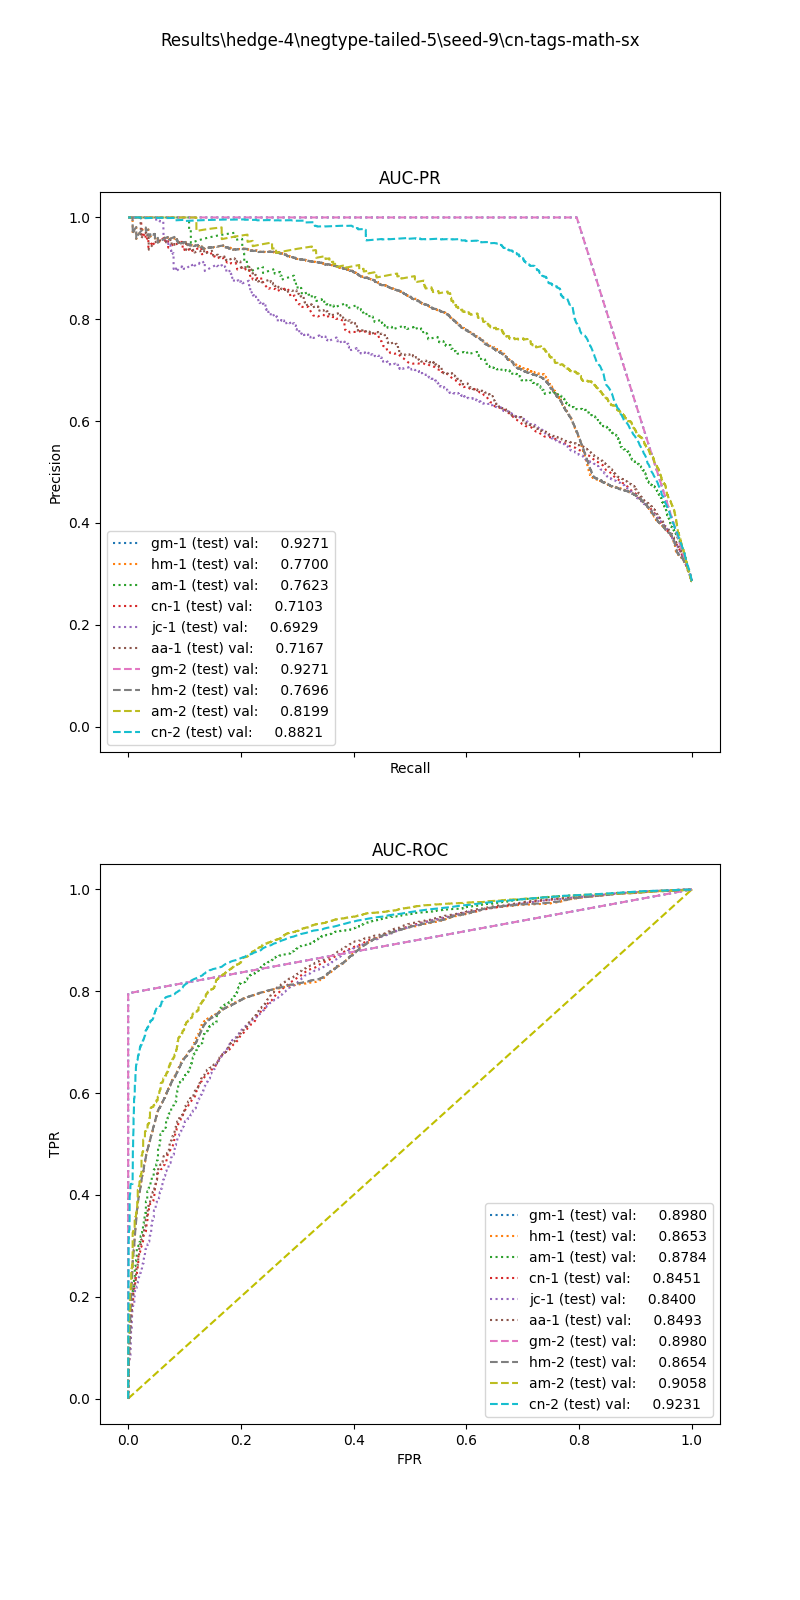 Results\hedge-4\negtype-tailed-5\seed-9\cn-tags-math-sx
AUC-PR
1.0
0.8
0.6
0.4
0.2
0.0
Precision
gm-1 (test) val: 0.9271
hm-1 (test) val: 0.7700
am-1 (test) val: 0.7623
cn-1 (test) val: 0.7103
jc-1 (test) val: 0.6929
aa-1 (test) val: 0.7167
gm-2 (test) val: 0.9271
hm-2 (test) val: 0.7696
am-2 (test) val: 0.8199
cn-2 (test) val: 0.8821
Recall
AUC-ROC
1.0
0.8
0.6
0.4
0.2
0.0
TPR
gm-1 (test) val: 0.8980
hm-1 (test) val: 0.8653
am-1 (test) val: 0.8784
cn-1 (test) val: 0.8451
jc-1 (test) val: 0.8400
aa-1 (test) val: 0.8493
gm-2 (test) val: 0.8980
hm-2 (test) val: 0.8654
am-2 (test) val: 0.9058
cn-2 (test) val: 0.9231
0.0 0.2 0.4 0.6 0.8 1.0
FPR